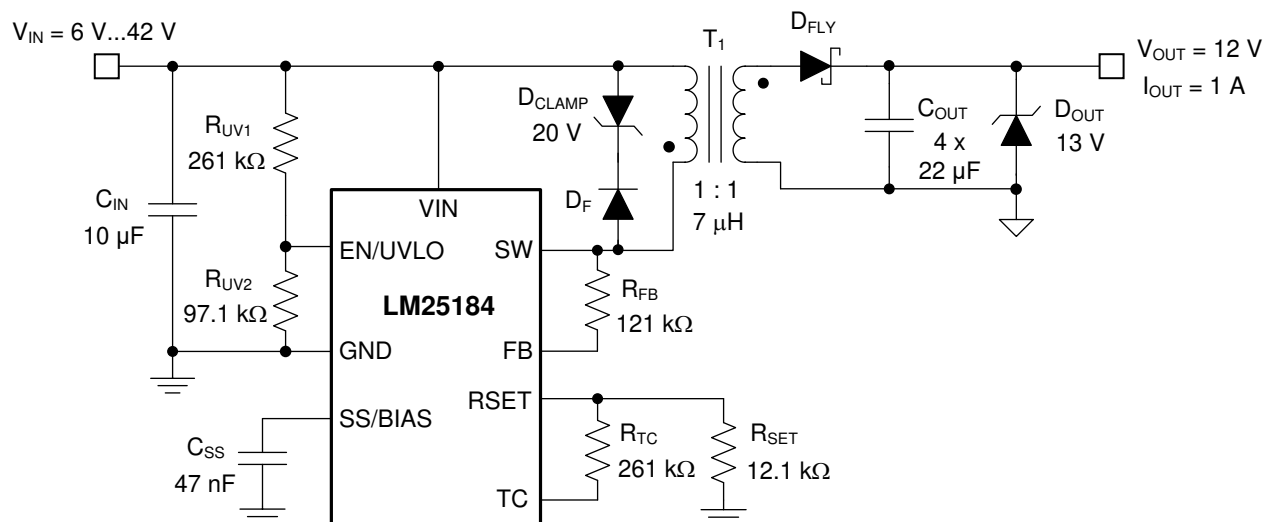 V_IN = 6 V...42 V
T₁
D_FLY
V_OUT = 12 V
I_OUT = 1 A
D_CLAMP
20 V
C_OUT
4 x
22 µF
D_OUT
13 V
R_UV1
261 kΩ
C_IN
10 µF
D_F
1 : 1
7 µH
VIN
EN/UVLO
SW
R_UV2
97.1 kΩ
LM25184
R_FB
121 kΩ
GND
FB
RSET
SS/BIAS
C_SS
47 nF
R_TC
261 kΩ
R_SET
12.1 kΩ
TC